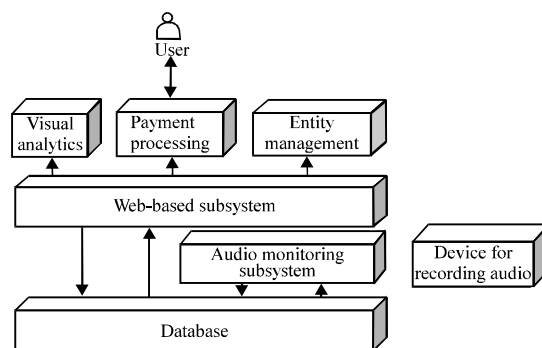 User
Visual
analytics
Payment
processing
Entity
management
Web-based subsystem
Audio monitoring
subsystem
Device for
recording audio
Database